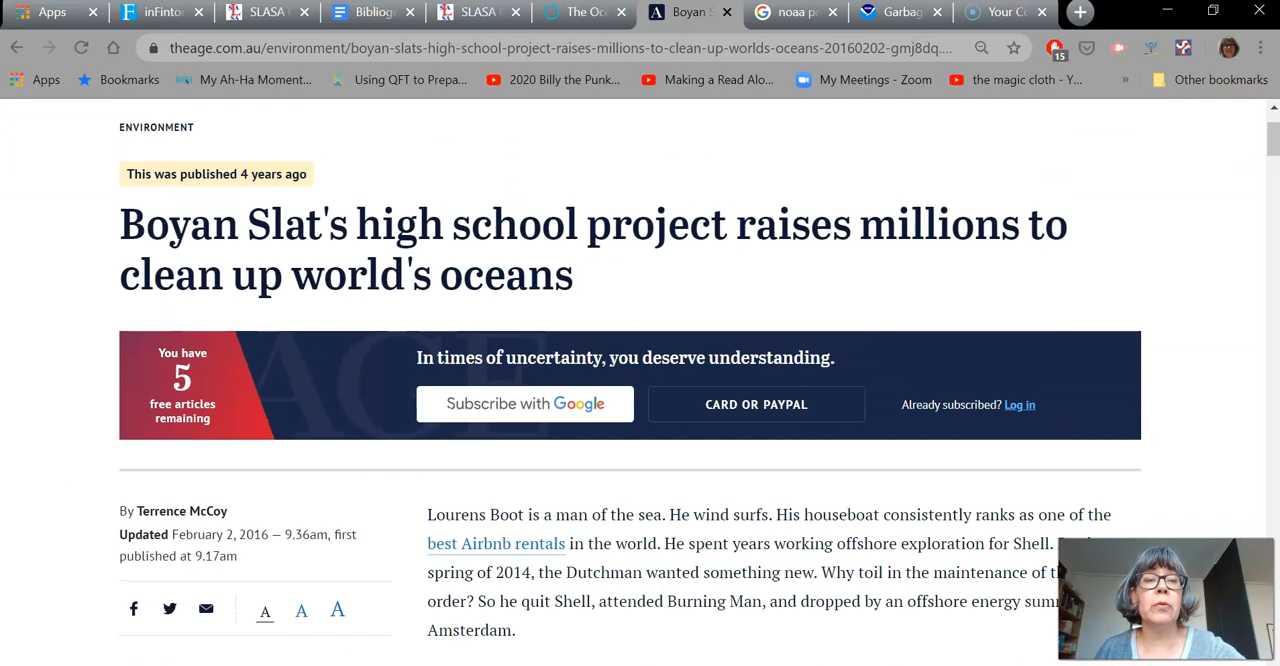 Apps
inFinto
SLASA
Bibliog
SLASA
The Oc
Boyan S
noaa p
Garbag
Your Co
theage.com.au/environment/boyan-slats-high-school-project-raises-millions-to-clean-up-worlds-oceans-20160202-gmj8dq....
15
Apps
Bookmarks
My Ah-Ha Moment...
Using QFT to Prepa...
2020 Billy the Punk...
Making a Read Alo...
My Meetings - Zoom
the magic cloth - Y...
»
Other bookmarks
ENVIRONMENT
This was published 4 years ago
Boyan Slat's high school project raises millions to
clean up world's oceans
You have
5
free articles
remaining
In times of uncertainty, you deserve understanding.
Subscribe with Google
CARD OR PAYPAL
Already subscribed? Log in
By Terrence McCoy
Updated February 2, 2016 — 9.36am, first
published at 9.17am
A A A
Lourens Boot is a man of the sea. He wind surfs. His houseboat consistently ranks as one of the
best Airbnb rentals in the world. He spent years working offshore exploration for Shell.
spring of 2014, the Dutchman wanted something new. Why toil in the maintenance of
order? So he quit Shell, attended Burning Man, and dropped by an offshore energy
Amsterdam.